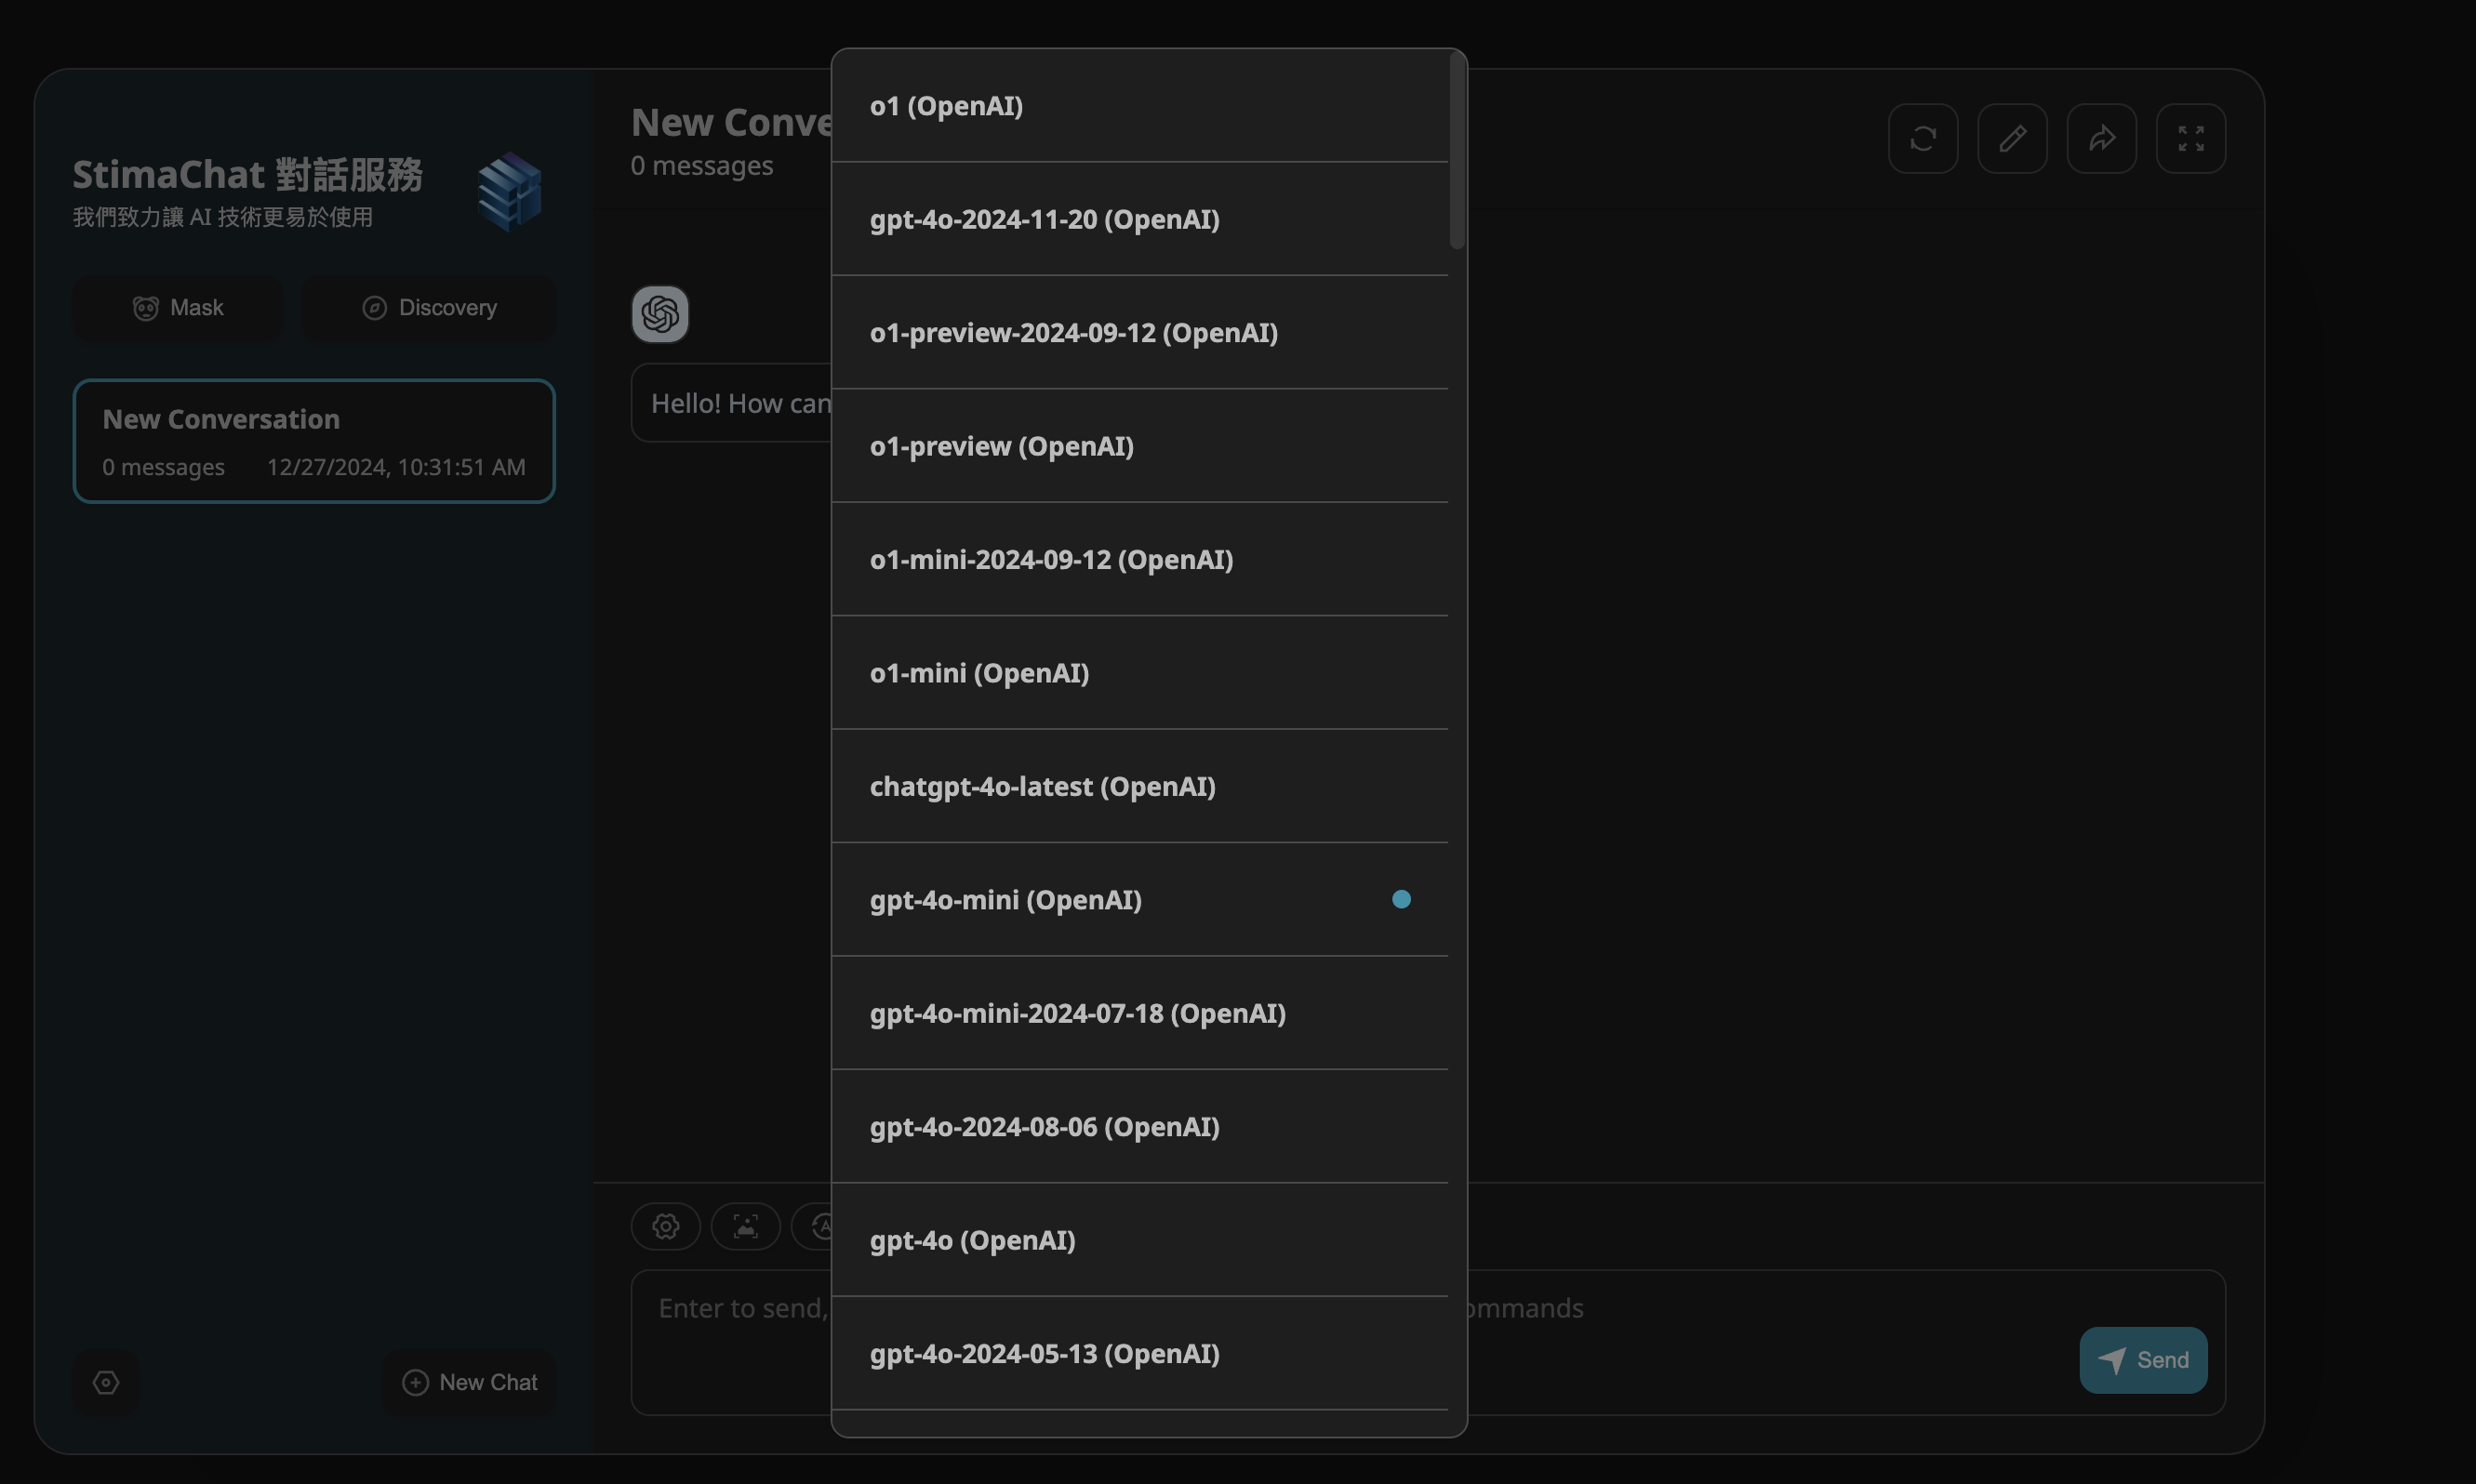 StimaChat 對話服務
我們致力讓 AI 技術更易於使用
Mask
Discovery
New Conversation
0 messages
12/27/2024, 10:31:51 AM
New Chat
New Conve
0 messages
Hello! How can
o1 (OpenAI)
gpt-4o-2024-11-20 (OpenAI)
o1-preview-2024-09-12 (OpenAI)
o1-preview (OpenAI)
o1-mini-2024-09-12 (OpenAI)
o1-mini (OpenAI)
chatgpt-4o-latest (OpenAI)
gpt-4o-mini (OpenAI)
gpt-4o-mini-2024-07-18 (OpenAI)
gpt-4o-2024-08-06 (OpenAI)
gpt-4o (OpenAI)
gpt-4o-2024-05-13 (OpenAI)
Enter to send, ommands
Send